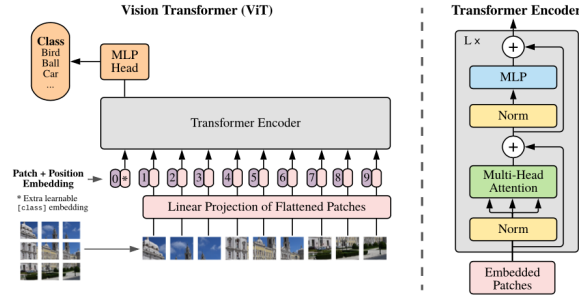 Vision Transformer (ViT)
Class
Bird
Ball
Car
...
MLP
Head
Transformer Encoder
Patch + Position
Embedding
0 * 1 2 3 4 5 6 7 8 9
* Extra learnable
[class] embedding
Linear Projection of Flattened Patches
Transformer Encoder
L x
+
MLP
Norm
+
Multi-Head
Attention
Norm
Embedded
Patches